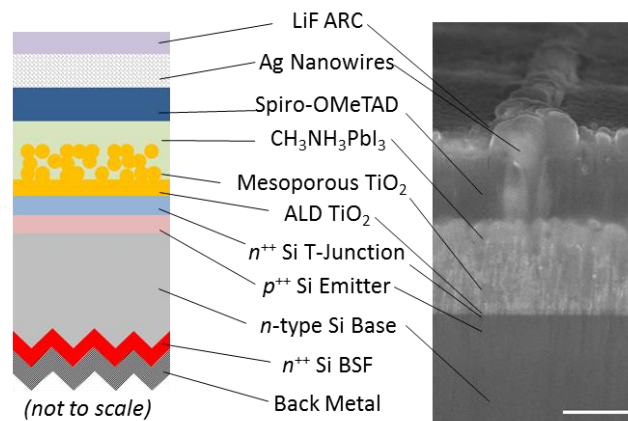 LiF ARC
Ag Nanowires
Spiro-OMeTAD
CH₃NH₃PbI₃
Mesoporous TiO₂
ALD TiO₂
n⁺⁺ Si T-Junction
p⁺⁺ Si Emitter
n-type Si Base
n⁺⁺ Si BSF
(not to scale)
Back Metal